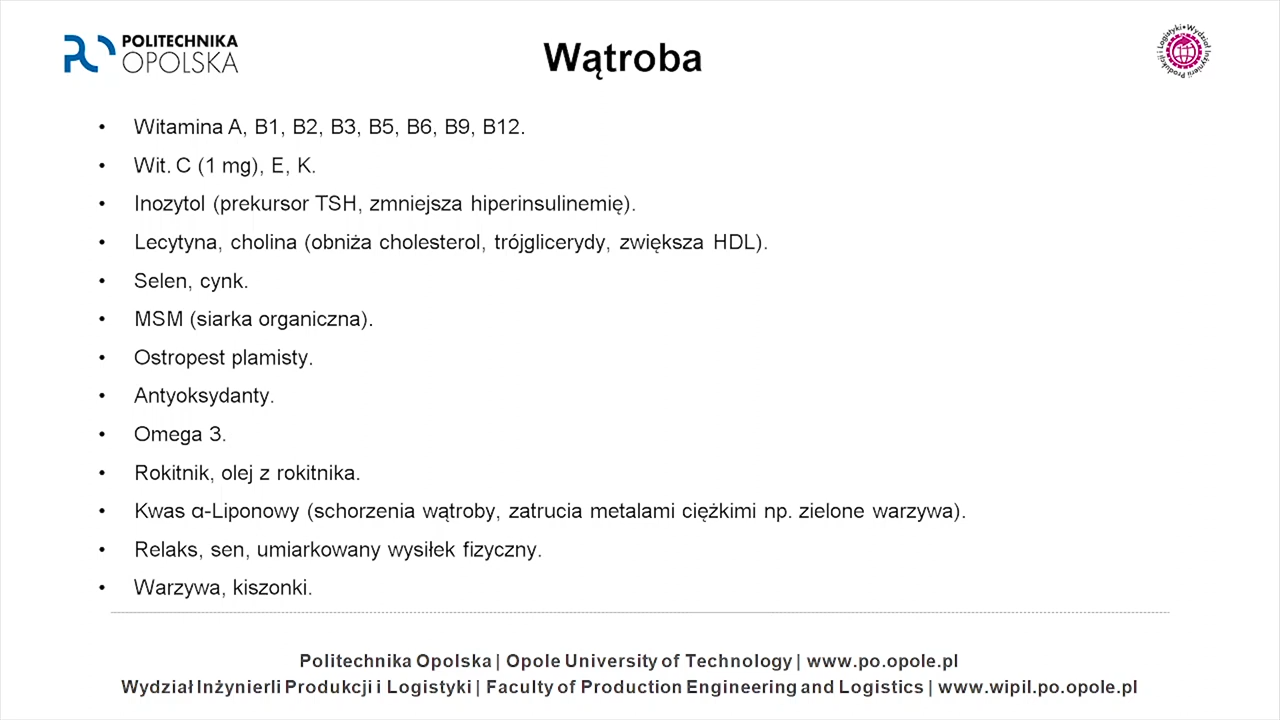 POLITECHNIKA
OPOLSKA
Wątroba
Wydział Inżynierii Produkcji i Logistyki
• Witamina A, B1, B2, B3, B5, B6, B9, B12.
• Wit. C (1 mg), E, K.
• Inozytol (prekursor TSH, zmniejsza hiperinsulinemię).
• Lecytyna, cholina (obniża cholesterol, trójglicerydy, zwiększa HDL).
• Selen, cynk.
• MSM (siarka organiczna).
• Ostropest plamisty.
• Antyoksydanty.
• Omega 3.
• Rokitnik, olej z rokitnika.
• Kwas α-Liponowy (schorzenia wątroby, zatrucia metalami ciężkimi np. zielone warzywa).
• Relaks, sen, umiarkowany wysiłek fizyczny.
• Warzywa, kiszonki.
Politechnika Opolska | Opole University of Technology | www.po.opole.pl
Wydział Inżynierli Produkcji i Logistyki | Faculty of Production Engineering and Logistics | www.wipil.po.opole.pl